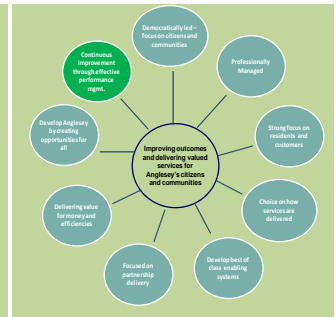 Democratically led –
focus on citizens and
communities
Continuous
improvement
through effective
performance
mgmt.
Professionally
Managed
Develop Anglesey
by creating
opportunities for
all
Strong focus on
residents and
customers
Improving outcomes
and delivering valued
services for
Anglesey's citizens
and communities
Delivering value
for money and
efficiencies
Choice on how
services are
delivered
Focused on
partnership
delivery
Develop best of
class enabling
systems